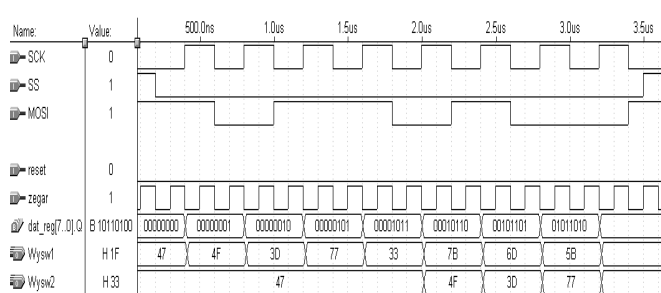 Name: Value: 500.0ns 1.0us 1.5us 2.0us 2.5us 3.0us 3.5us
SCK 0
SS 1
MOSI 1
reset 0
zegar 1
dat_reg[7..0].Q B 10110100 00000000 00000001 00000010 00000101 00001011 00010110 00101101 01011010
Wysw1 H 1F 47 4F 3D 77 33 7B 6D 5B
Wysw2 H 33 47 4F 3D 77